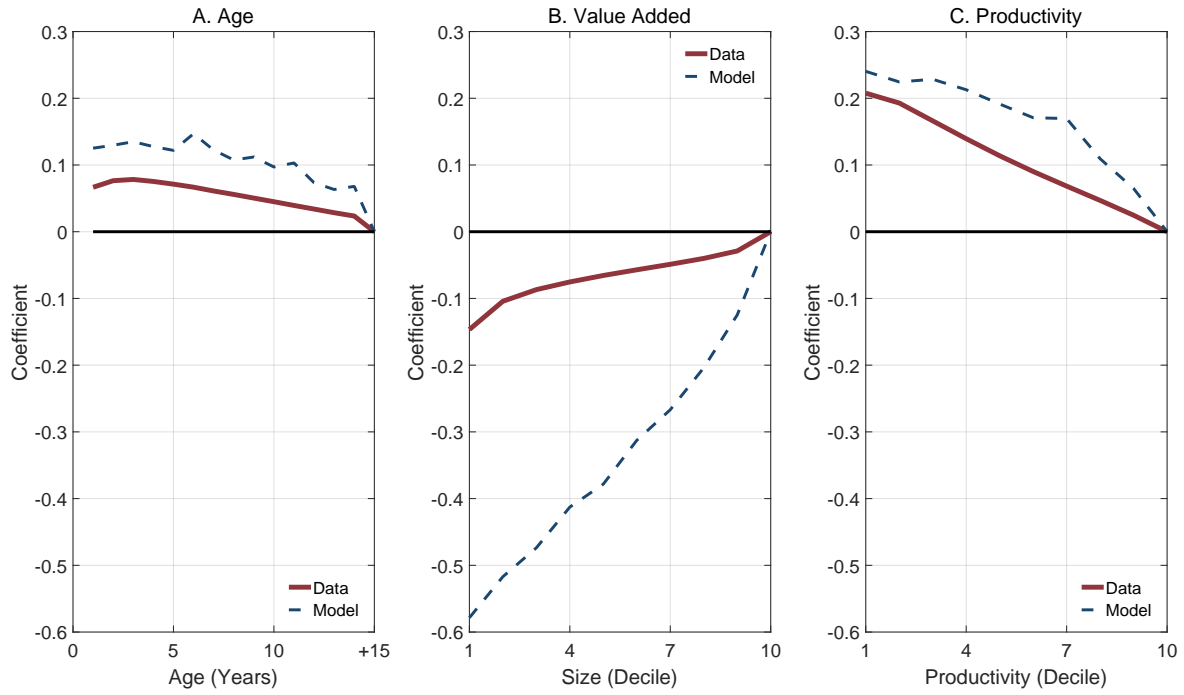 A. Age
0.3
0.2
0.1
0
-0.1
-0.2
-0.3
-0.4
-0.5
-0.6
Coefficient
Data
Model
0
5
10
+15
Age (Years)
B. Value Added
0.3
0.2
0.1
0
-0.1
-0.2
-0.3
-0.4
-0.5
-0.6
Coefficient
Data
Model
1
4
7
10
Size (Decile)
C. Productivity
0.3
0.2
0.1
0
-0.1
-0.2
-0.3
-0.4
-0.5
-0.6
Coefficient
Data
Model
1
4
7
10
Productivity (Decile)